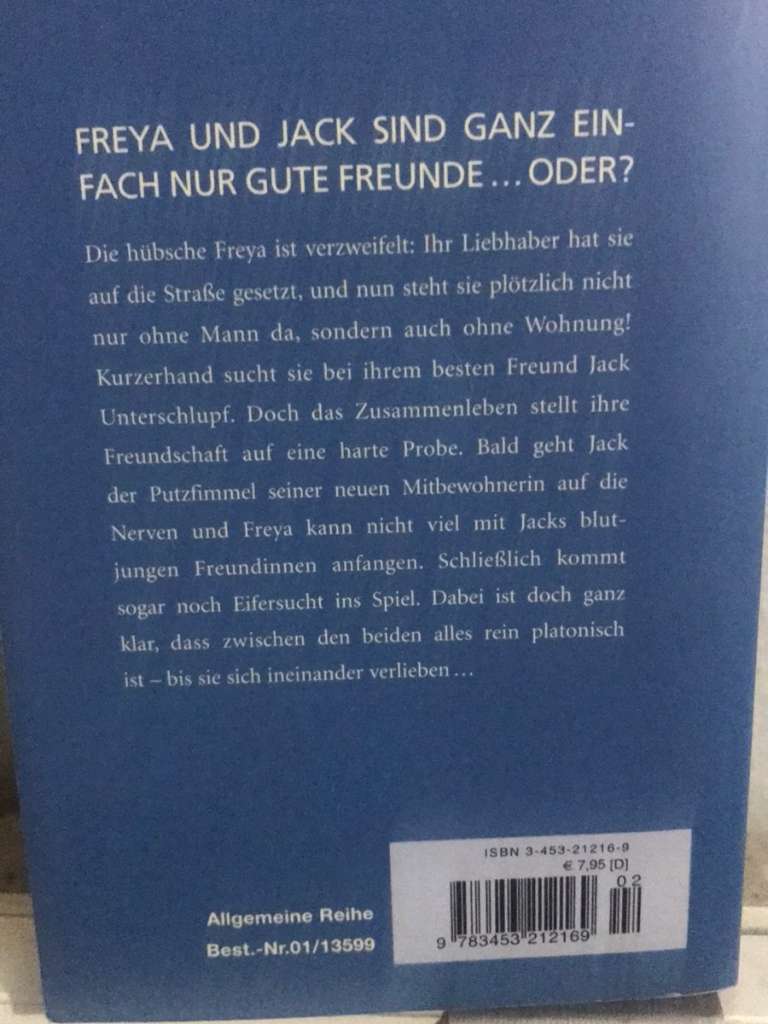 FREYA UND JACK SIND GANZ EIN-
FACH NUR GUTE FREUNDE ... ODER?
Die hübsche Freya ist verzweifelt: Ihr Liebhaber hat sie
auf die Straße gesetzt, und nun steht sie plötzlich nicht
nur ohne Mann da, sondern auch ohne Wohnung!
Kurzerhand sucht sie bei ihrem besten Freund Jack
Unterschlupf. Doch das Zusammenleben stellt ihre
Freundschaft auf eine harte Probe. Bald geht Jack
der Putzfimmel seiner neuen Mitbewohnerin auf die
Nerven und Freya kann nicht viel mit Jacks blut-
jungen Freundinnen anfangen. Schließlich kommt
sogar noch Eifersucht ins Spiel. Dabei ist doch ganz
klar, dass zwischen den beiden alles rein platonisch
ist – bis sie sich ineinander verlieben ...
ISBN 3-453-21216-9
€ 7,95 [D]
02
9 783453 212169
Allgemeine Reihe
Best.-Nr.01/13599